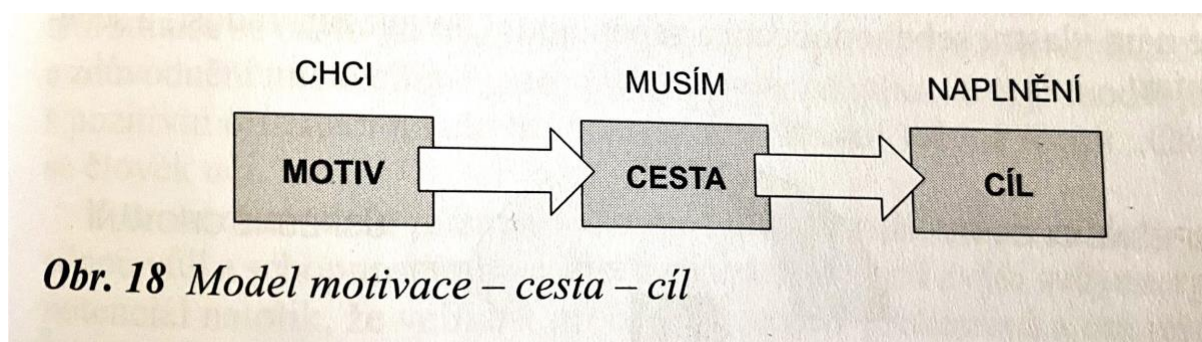 CHCI MUSÍM NAPLNĚNÍ
MOTIV CESTA CÍL
Obr. 18 Model motivace – cesta – cíl